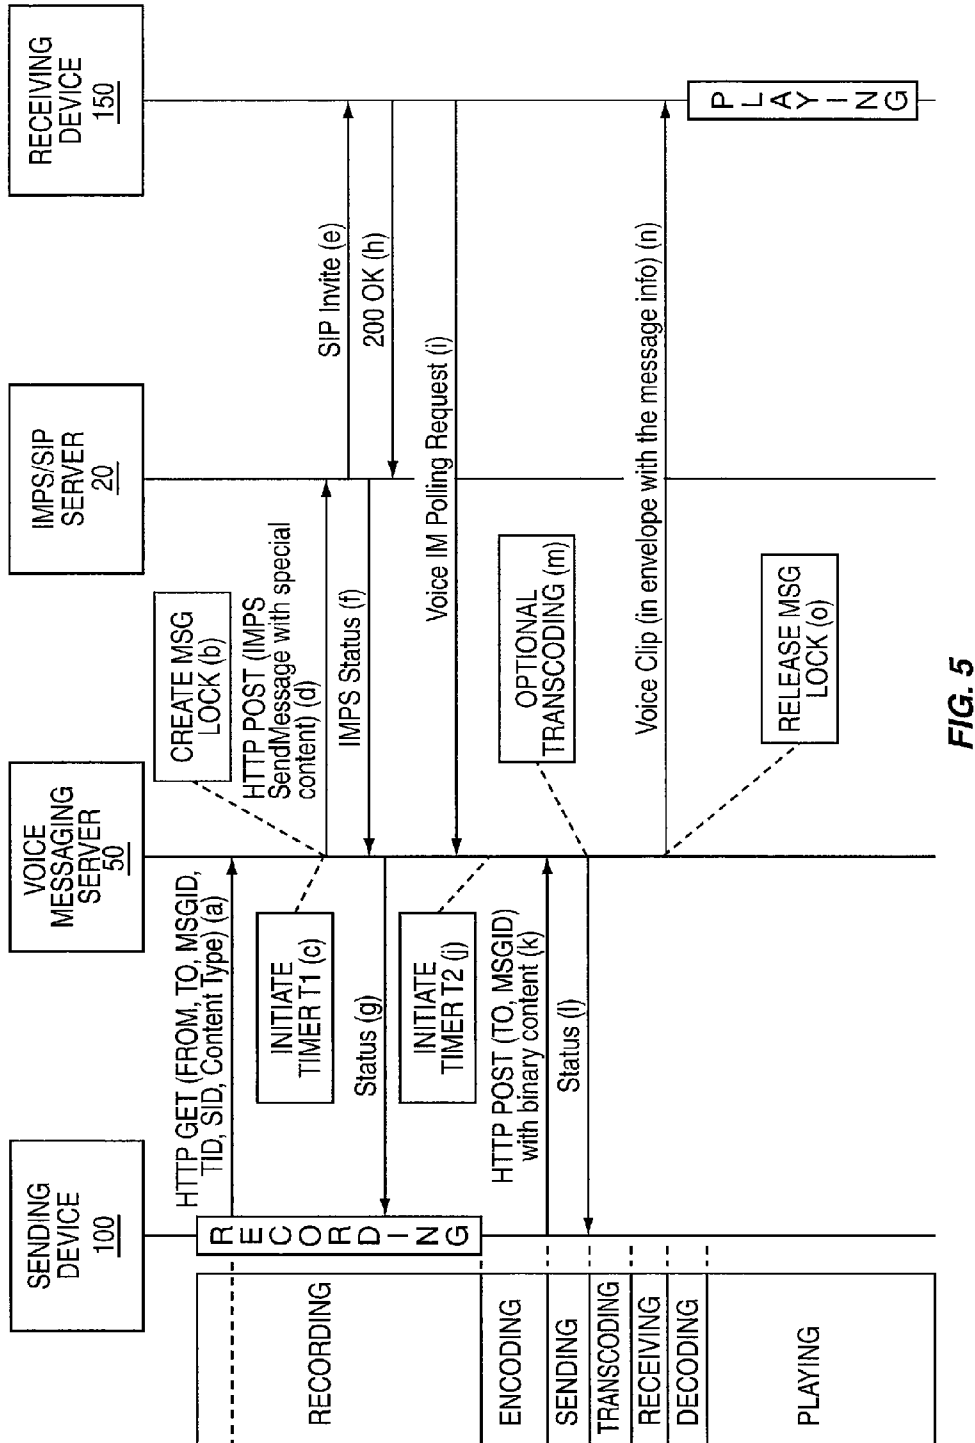 SENDING
DEVICE
100
VOICE
MESSAGING
SERVER
50
IMPS/SIP
SERVER
20
RECEIVING
DEVICE
150
HTTP GET (FROM, TO, MSGID,
TID, SID, Content Type) (a)
CREATE MSG
LOCK (b)
INITIATE
TIMER T1 (c)
HTTP POST (IMPS
SendMessage with special
content) (d)
SIP Invite (e)
IMPS Status (f)
Status (g)
200 OK (h)
Voice IM Polling Request (i)
INITIATE
TIMER T2 (j)
HTTP POST (TO, MSGID)
with binary content (k)
Status (l)
OPTIONAL
TRANSCODING (m)
Voice Clip (in envelope with the message info) (n)
RELEASE MSG
LOCK (o)
RECORDING
PLAYING
RECORDING
ENCODING
SENDING
TRANSCODING
RECEIVING
DECODING
PLAYING
FIG. 5